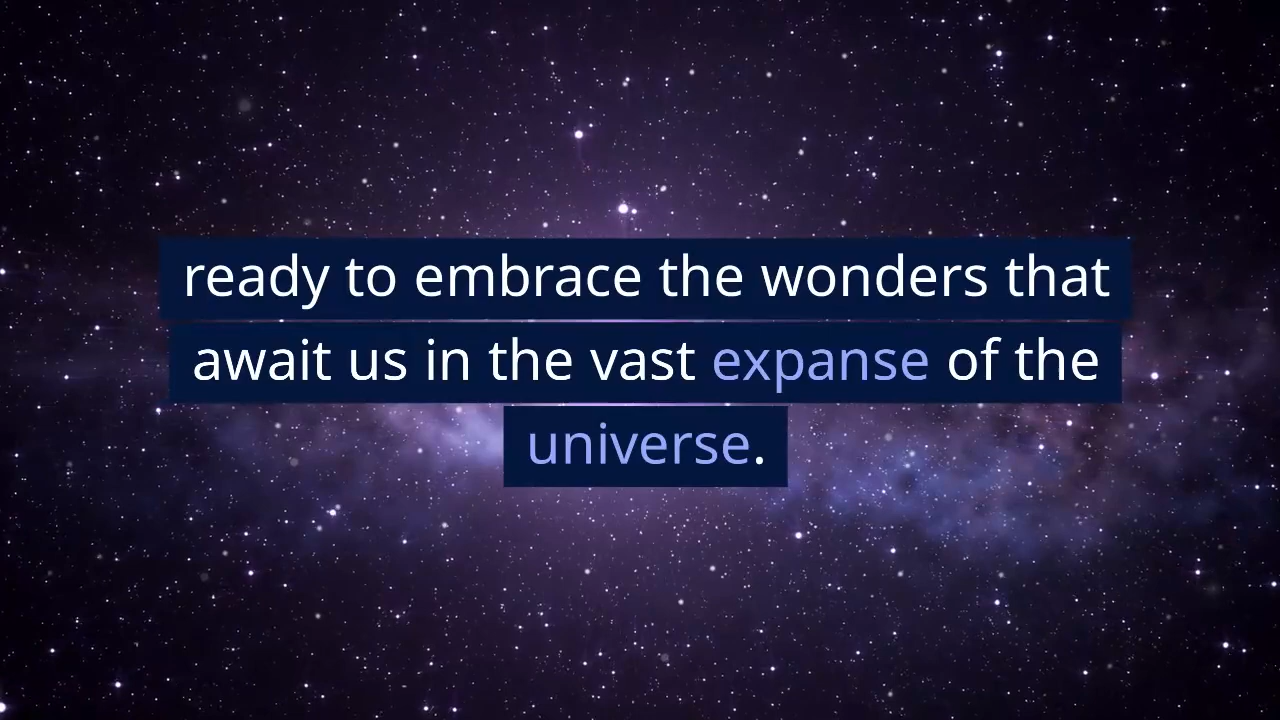 ready to embrace the wonders that
await us in the vast expanse of the
universe.